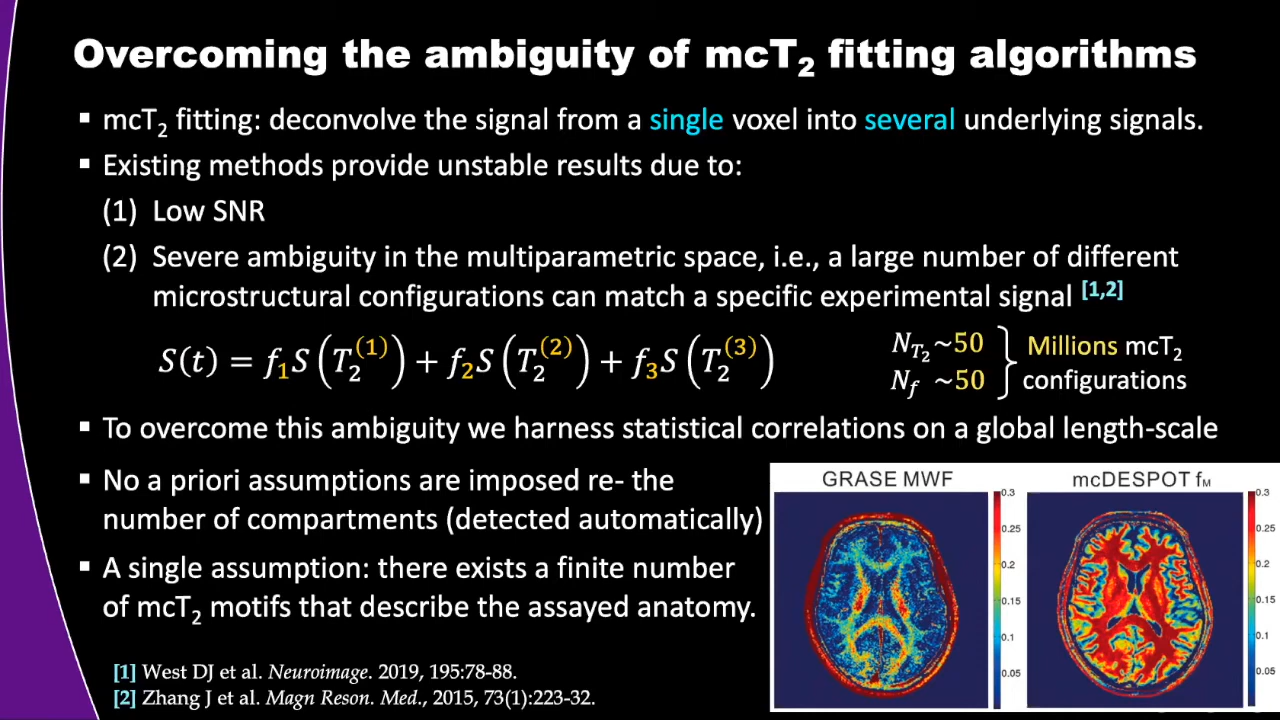 Overcoming the ambiguity of mcT₂ fitting algorithms
▪ mcT₂ fitting: deconvolve the signal from a single voxel into several underlying signals.
▪ Existing methods provide unstable results due to:
(1) Low SNR
(2) Severe ambiguity in the multiparametric space, i.e., a large number of different
microstructural configurations can match a specific experimental signal [1,2]
S(t) = f₁S(T₂⁽¹⁾) + f₂S(T₂⁽²⁾) + f₃S(T₂⁽³⁾)
N_T₂ ~50
N_f ~50
Millions mcT₂
configurations
▪ To overcome this ambiguity we harness statistical correlations on a global length-scale
▪ No a priori assumptions are imposed re- the
number of compartments (detected automatically)
▪ A single assumption: there exists a finite number
of mcT₂ motifs that describe the assayed anatomy.
GRASE MWF
0.3
0.25
0.2
0.15
0.1
0.05
mcDESPOT fM
0.3
0.25
0.2
0.15
0.1
0.05
[1] West DJ et al. Neuroimage. 2019, 195:78-88.
[2] Zhang J et al. Magn Reson. Med., 2015, 73(1):223-32.